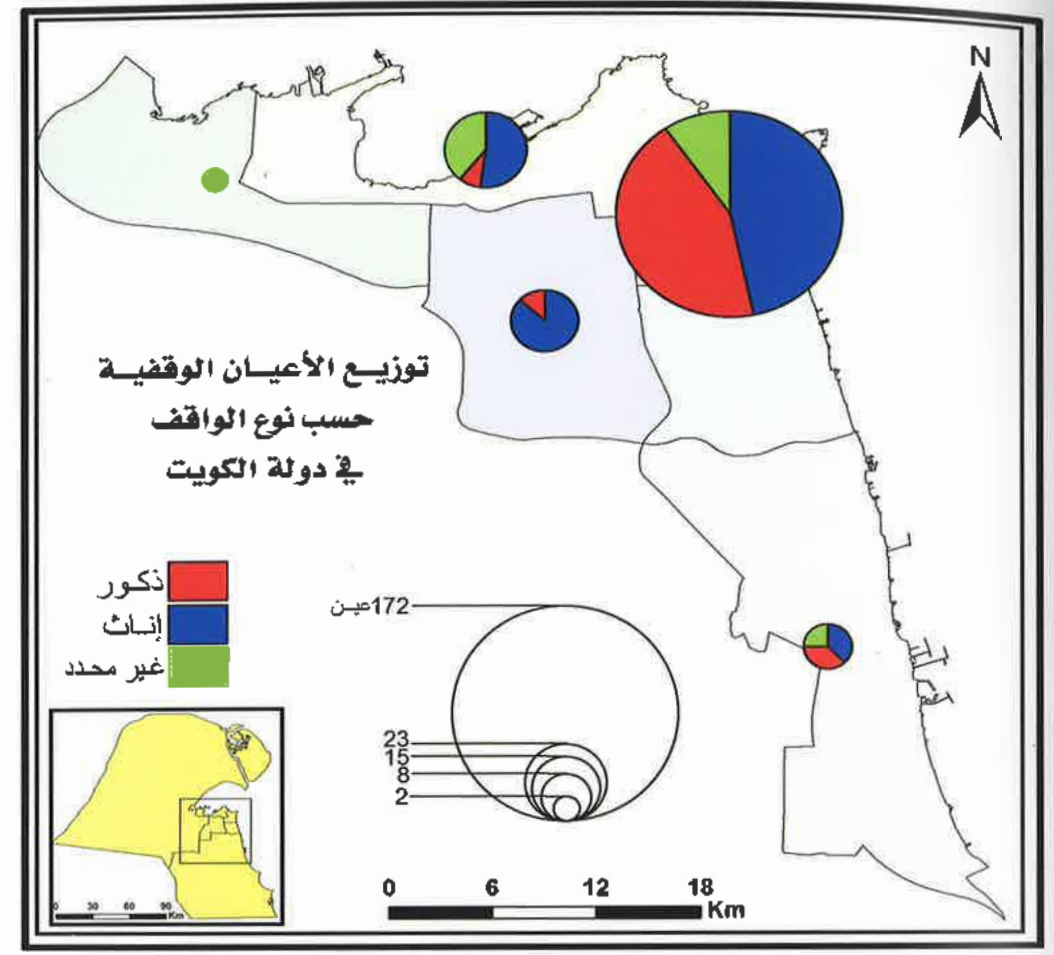 N
توزيـع الأعيـان الوقفيـة
حسب نوع الواقف
في دولة الكويت
ذكـور
إنـاث
غير محدد
172عيـن
23
15
8
2
0 6 12 18
Km
0 30 60 90
Km